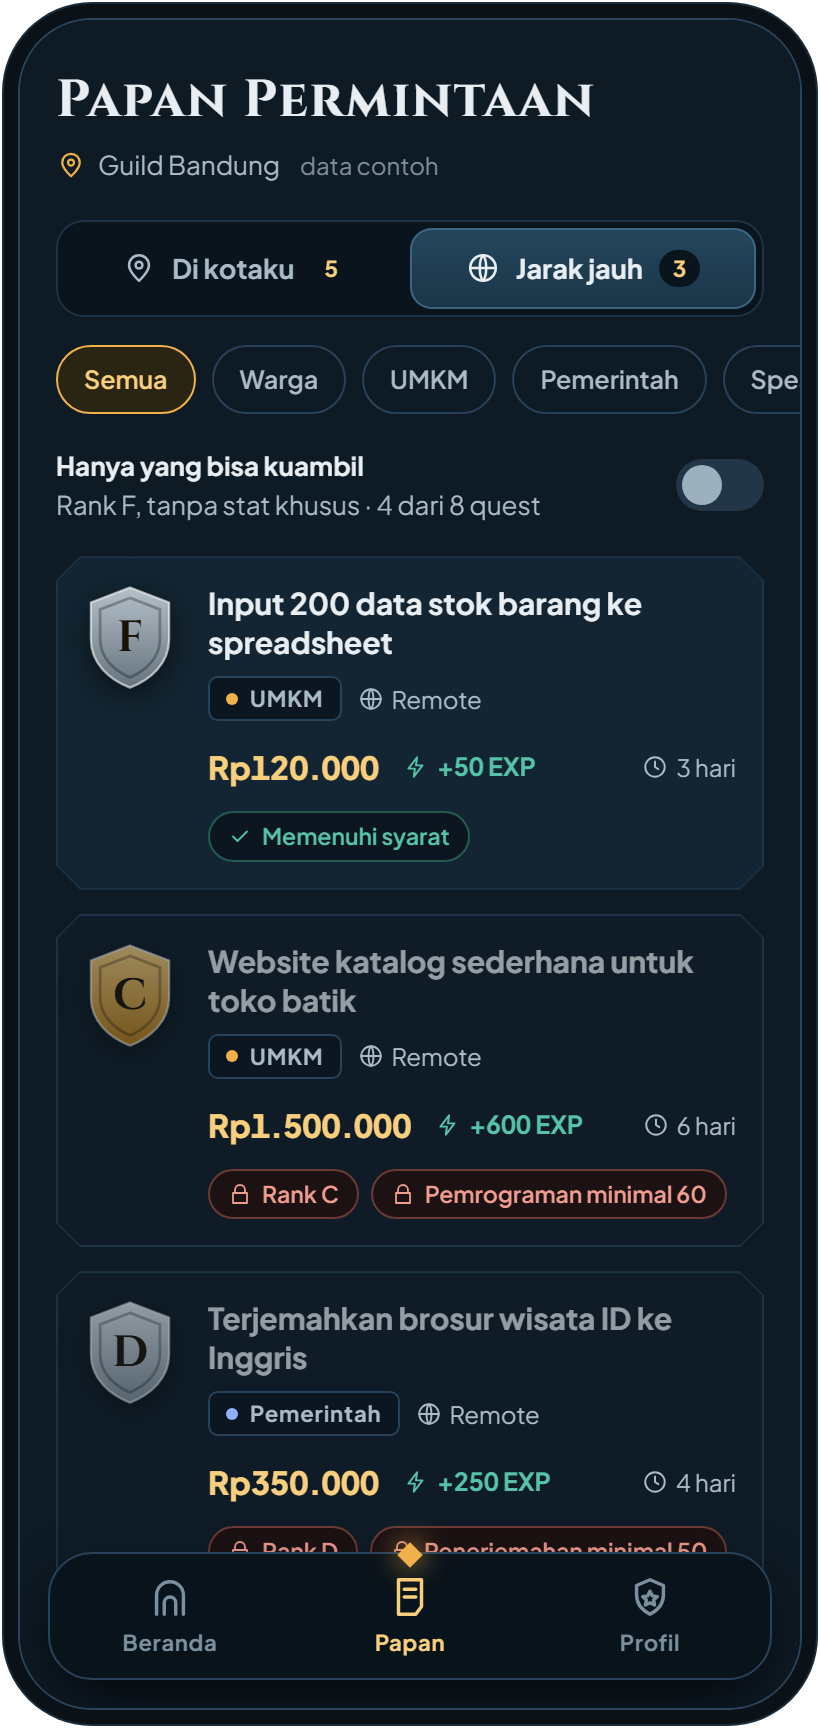 Papan Permintaan
Guild Bandung data contoh
Di kotaku 5 Jarak jauh 3
Semua Warga UMKM Pemerintah Spe
Hanya yang bisa kuambil
Rank F, tanpa stat khusus · 4 dari 8 quest
F
Input 200 data stok barang ke
spreadsheet
UMKM Remote
Rp120.000 +50 EXP 3 hari
Memenuhi syarat
C
Website katalog sederhana untuk
toko batik
UMKM Remote
Rp1.500.000 +600 EXP 6 hari
Rank C Pemrograman minimal 60
D
Terjemahkan brosur wisata ID ke
Inggris
Pemerintah Remote
Rp350.000 +250 EXP 4 hari
Rank D Penerjemahan minimal 50
Beranda Papan Profil